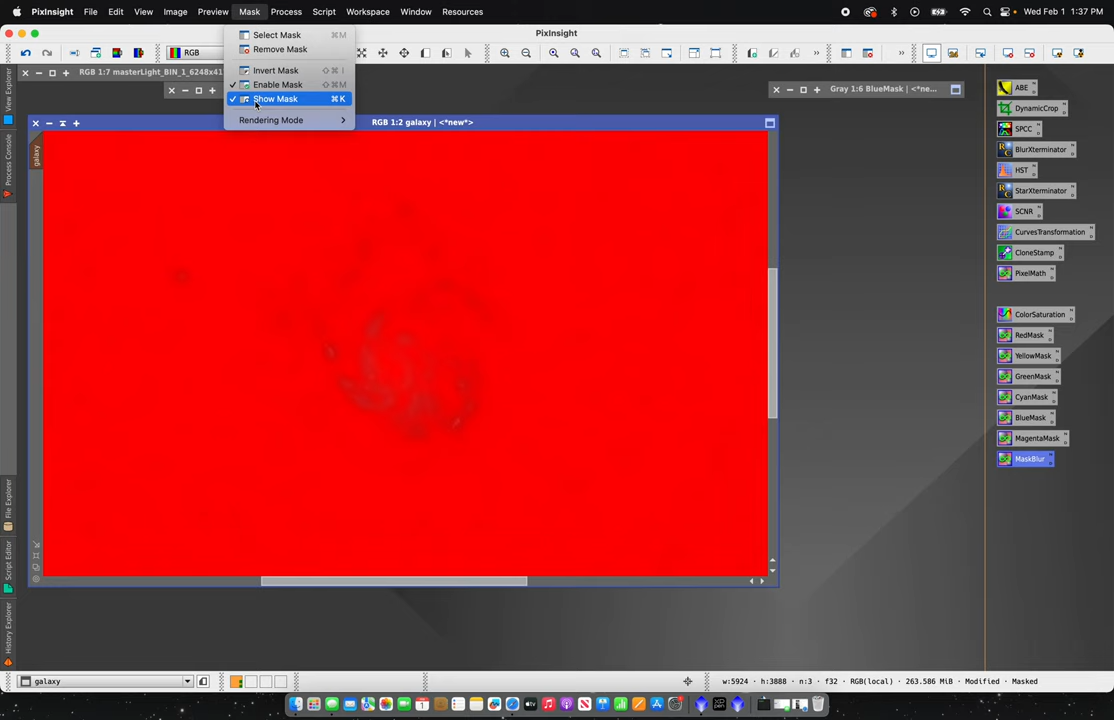 PixInsight File Edit View Image Preview Mask Process Script Workspace Window Resources Wed Feb 1 1:37 PM
PixInsight
RGB
Select Mask ⌘M
Remove Mask
Invert Mask ⇧⌘I
Enable Mask ⇧⌘M
Show Mask ⌘K
Rendering Mode
RGB 1:7 masterLight_BIN_1_6248x41
Gray 1:6 BlueMask | <*ne...
RGB 1:2 galaxy | <*new*>
galaxy
View Explorer
Process Console
File Explorer
Script Editor
History Explorer
ABE
DynamicCrop
SPCC
BlurXterminator
HST
StarXterminator
SCNR
CurvesTransformation
CloneStamp
PixelMath
ColorSaturation
RedMask
YellowMask
GreenMask
CyanMask
BlueMask
MagentaMask
MaskBlur
galaxy
w:5924 · h:3888 · n:3 · f32 · RGB(local) · 263.586 MiB · Modified · Masked